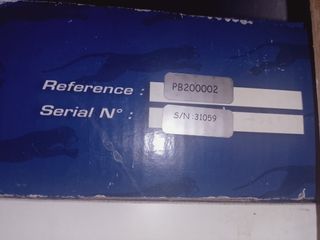 Reference : PB200002
Serial N° : S/N :31059